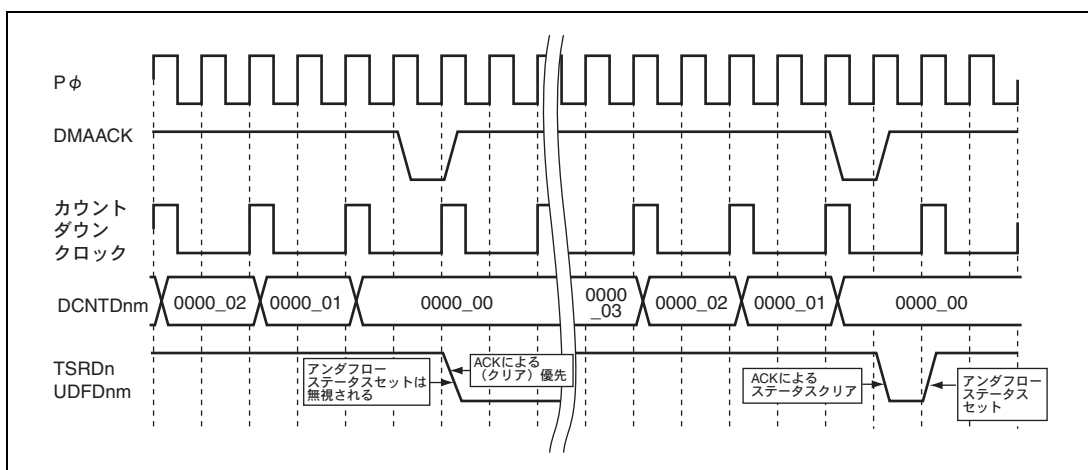 Pφ
DMAACK
カウント
ダウン
クロック
DCNTDnm
0000_02
0000_01
0000_00
0000
_03
0000_02
0000_01
0000_00
TSRDn
UDFDnm
アンダフロー
ステータスセットは
無視される
ACKによる
（クリア）優先
ACKによる
ステータスクリア
アンダフロー
ステータス
セット